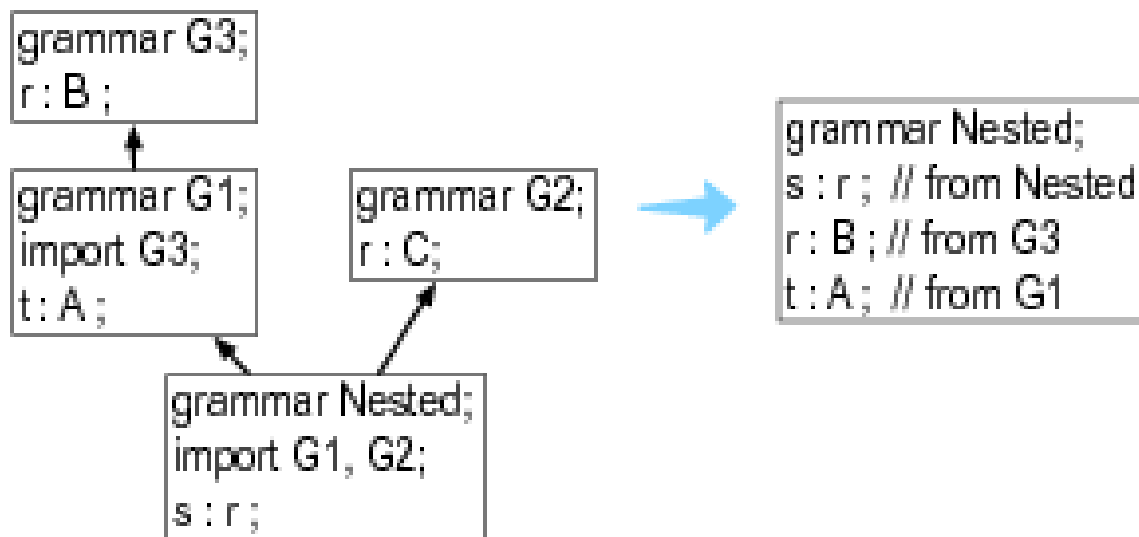 grammar G3;
r : B ;
grammar G1;
import G3;
t : A ;
grammar G2;
r : C;
grammar Nested;
import G1, G2;
s : r ;
grammar Nested;
s : r ; // from Nested
r : B ; // from G3
t : A ; // from G1